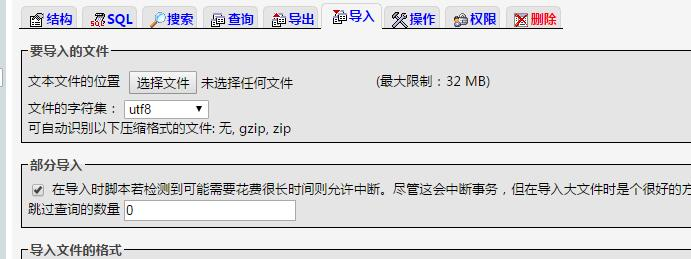 结构 SQL 搜索 查询 导出 导入 操作 权限 删除
要导入的文件
文本文件的位置 选择文件 未选择任何文件 (最大限制：32 MB)
文件的字符集： utf8
可自动识别以下压缩格式的文件: 无, gzip, zip
部分导入
在导入时脚本若检测到可能需要花费很长时间则允许中断。尽管这会中断事务，但在导入大文件时是个很好的方
跳过查询的数量 0
导入文件的格式